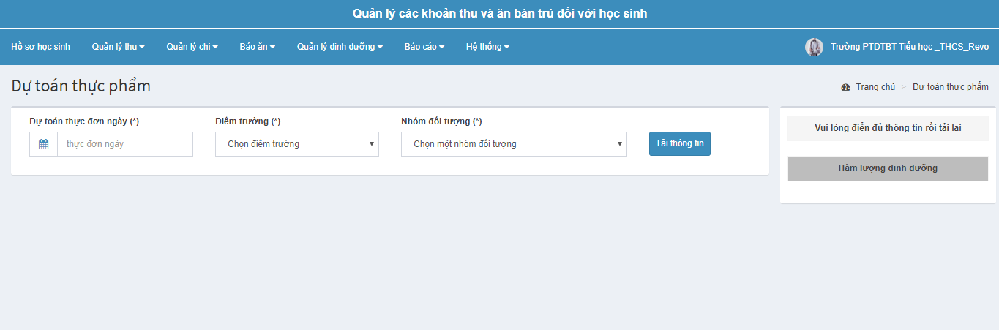 Quản lý các khoản thu và ăn bán trú đối với học sinh
Hồ sơ học sinh Quản lý thu Quản lý chi Báo ăn Quản lý dinh dưỡng Báo cáo Hệ thống Trường PTDTBT Tiểu học _THCS_Revo
Dự toán thực phẩm
Trang chủ > Dự toán thực phẩm
Dự toán thực đơn ngày (*) Điểm trường (*) Nhóm đối tượng (*)
thực đơn ngày Chọn điểm trường Chọn một nhóm đối tượng Tải thông tin
Vui lòng điền đủ thông tin rồi tải lại
Hàm lượng dinh dưỡng